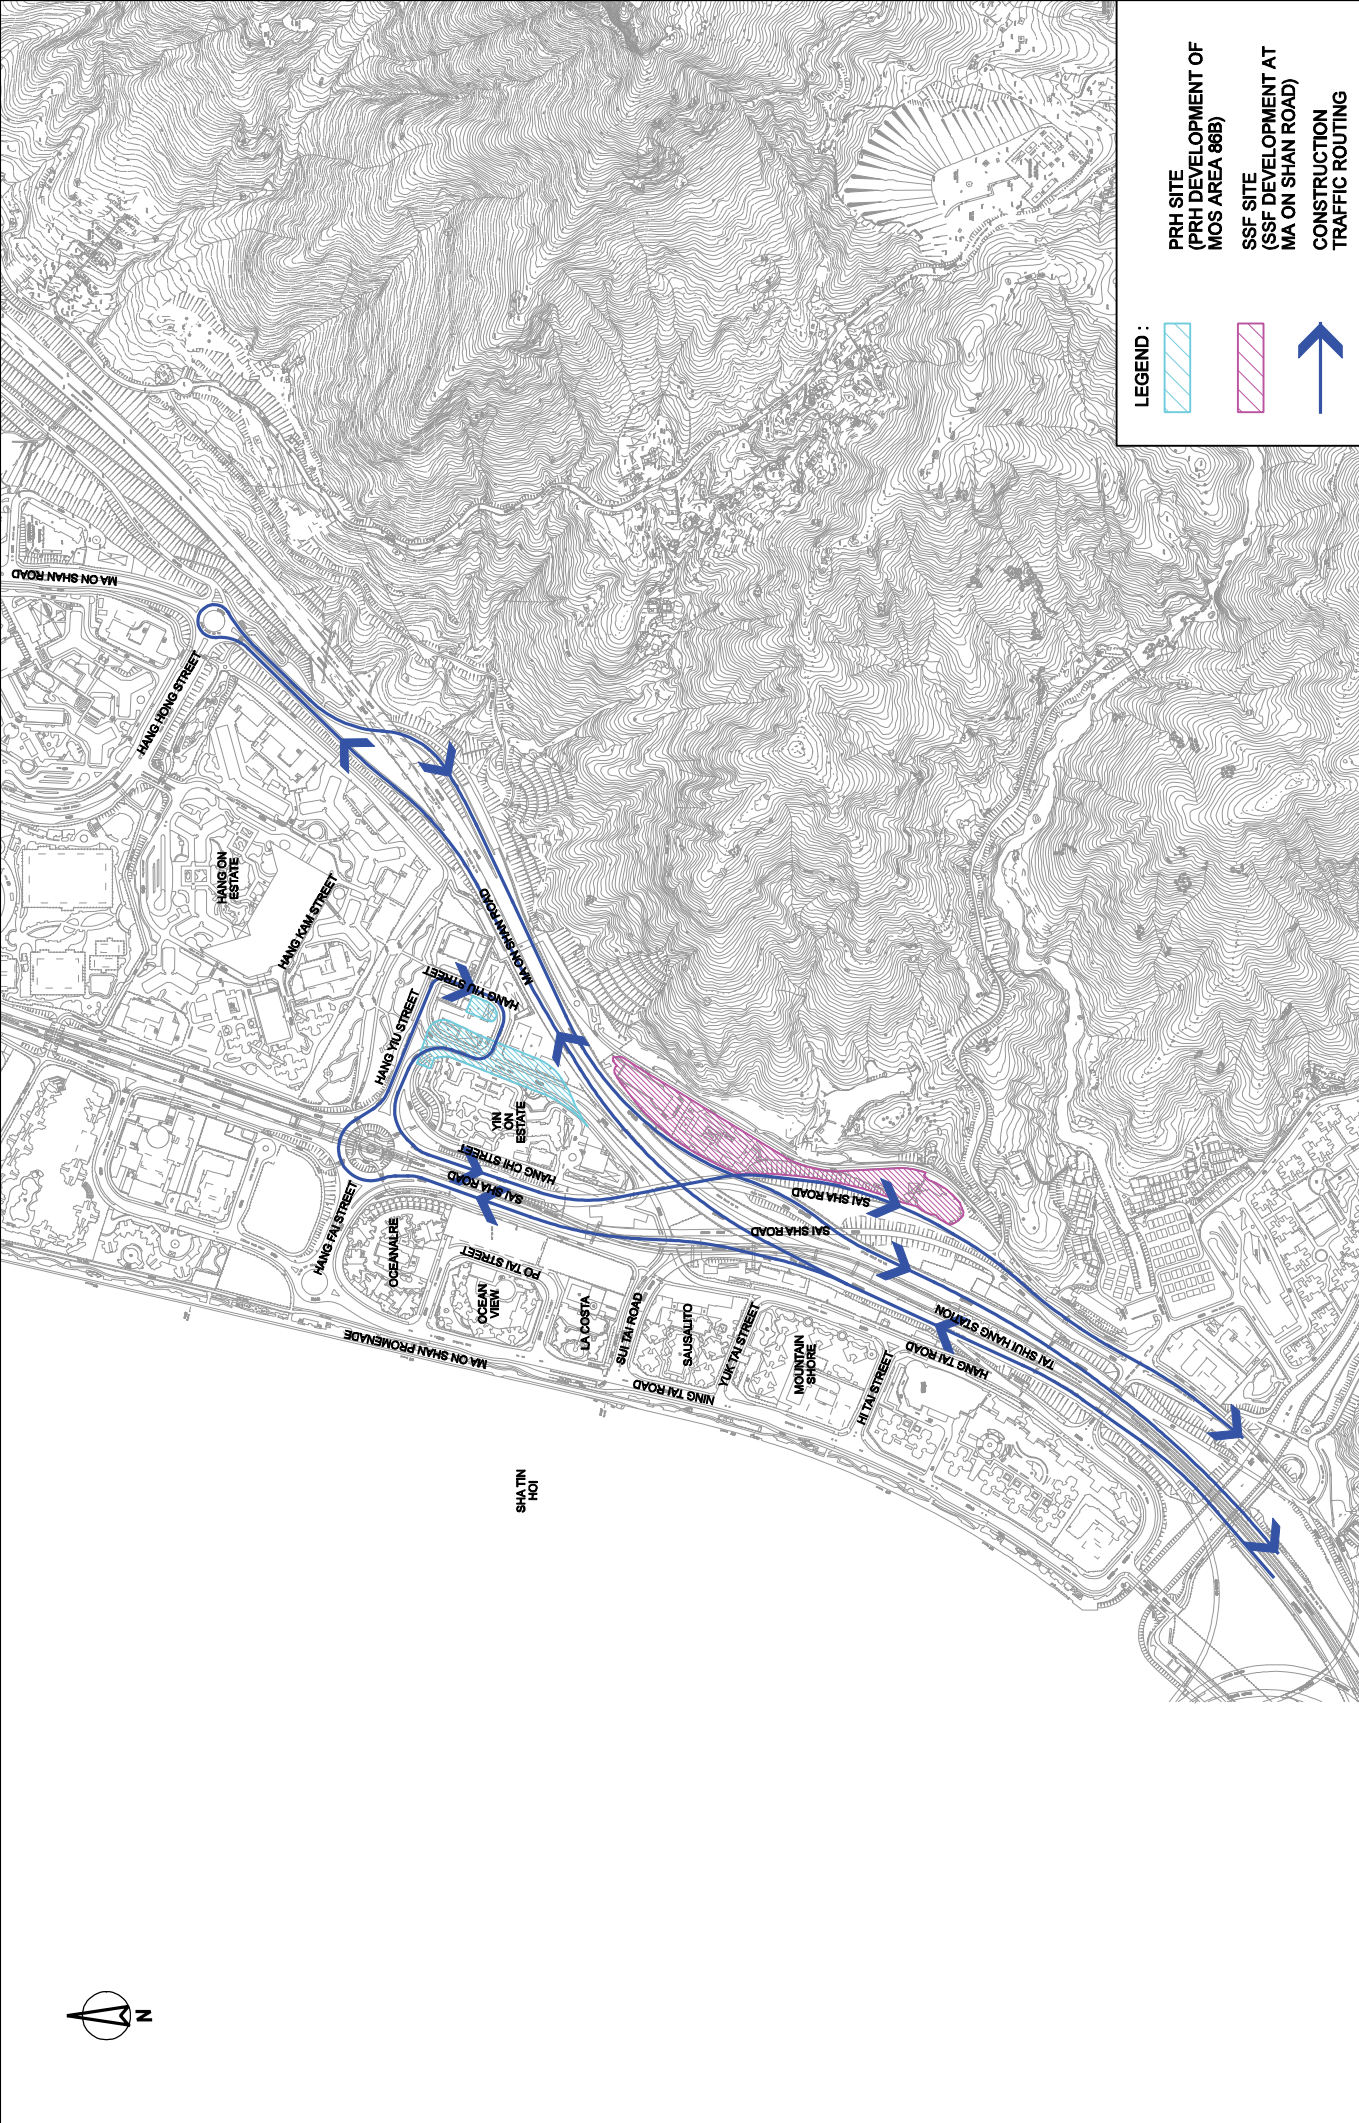 LEGEND :
PRH SITE
(PRH DEVELOPMENT OF
MOS AREA 86B)
SSF SITE
(SSF DEVELOPMENT AT
MA ON SHAN ROAD)
CONSTRUCTION
TRAFFIC ROUTING
MA ON SHAN ROAD
HANG HONG STREET
HANG ON
ESTATE
HANG KAM STREET
MA ON SHAN ROAD
HANG YIU STREET
HANG YIU STREET
YIN
ON
ESTATE
HANG CHI STREET
SAI SHA ROAD
HANG FAI STREET
OCEANALRE
PO TAI STREET
OCEAN
VIEW
MA ON SHAN PROMENADE
LA COSTA
SUI TAI ROAD
SAUSALITO
NING TAI ROAD
YUK TAI STREET
MOUNTAIN
SHORE
HI TAI STREET
SAI SHA ROAD
SAI SHA ROAD
TAI SHUI HANG STATION
HANG TAI ROAD
SHA TIN
HOI
N